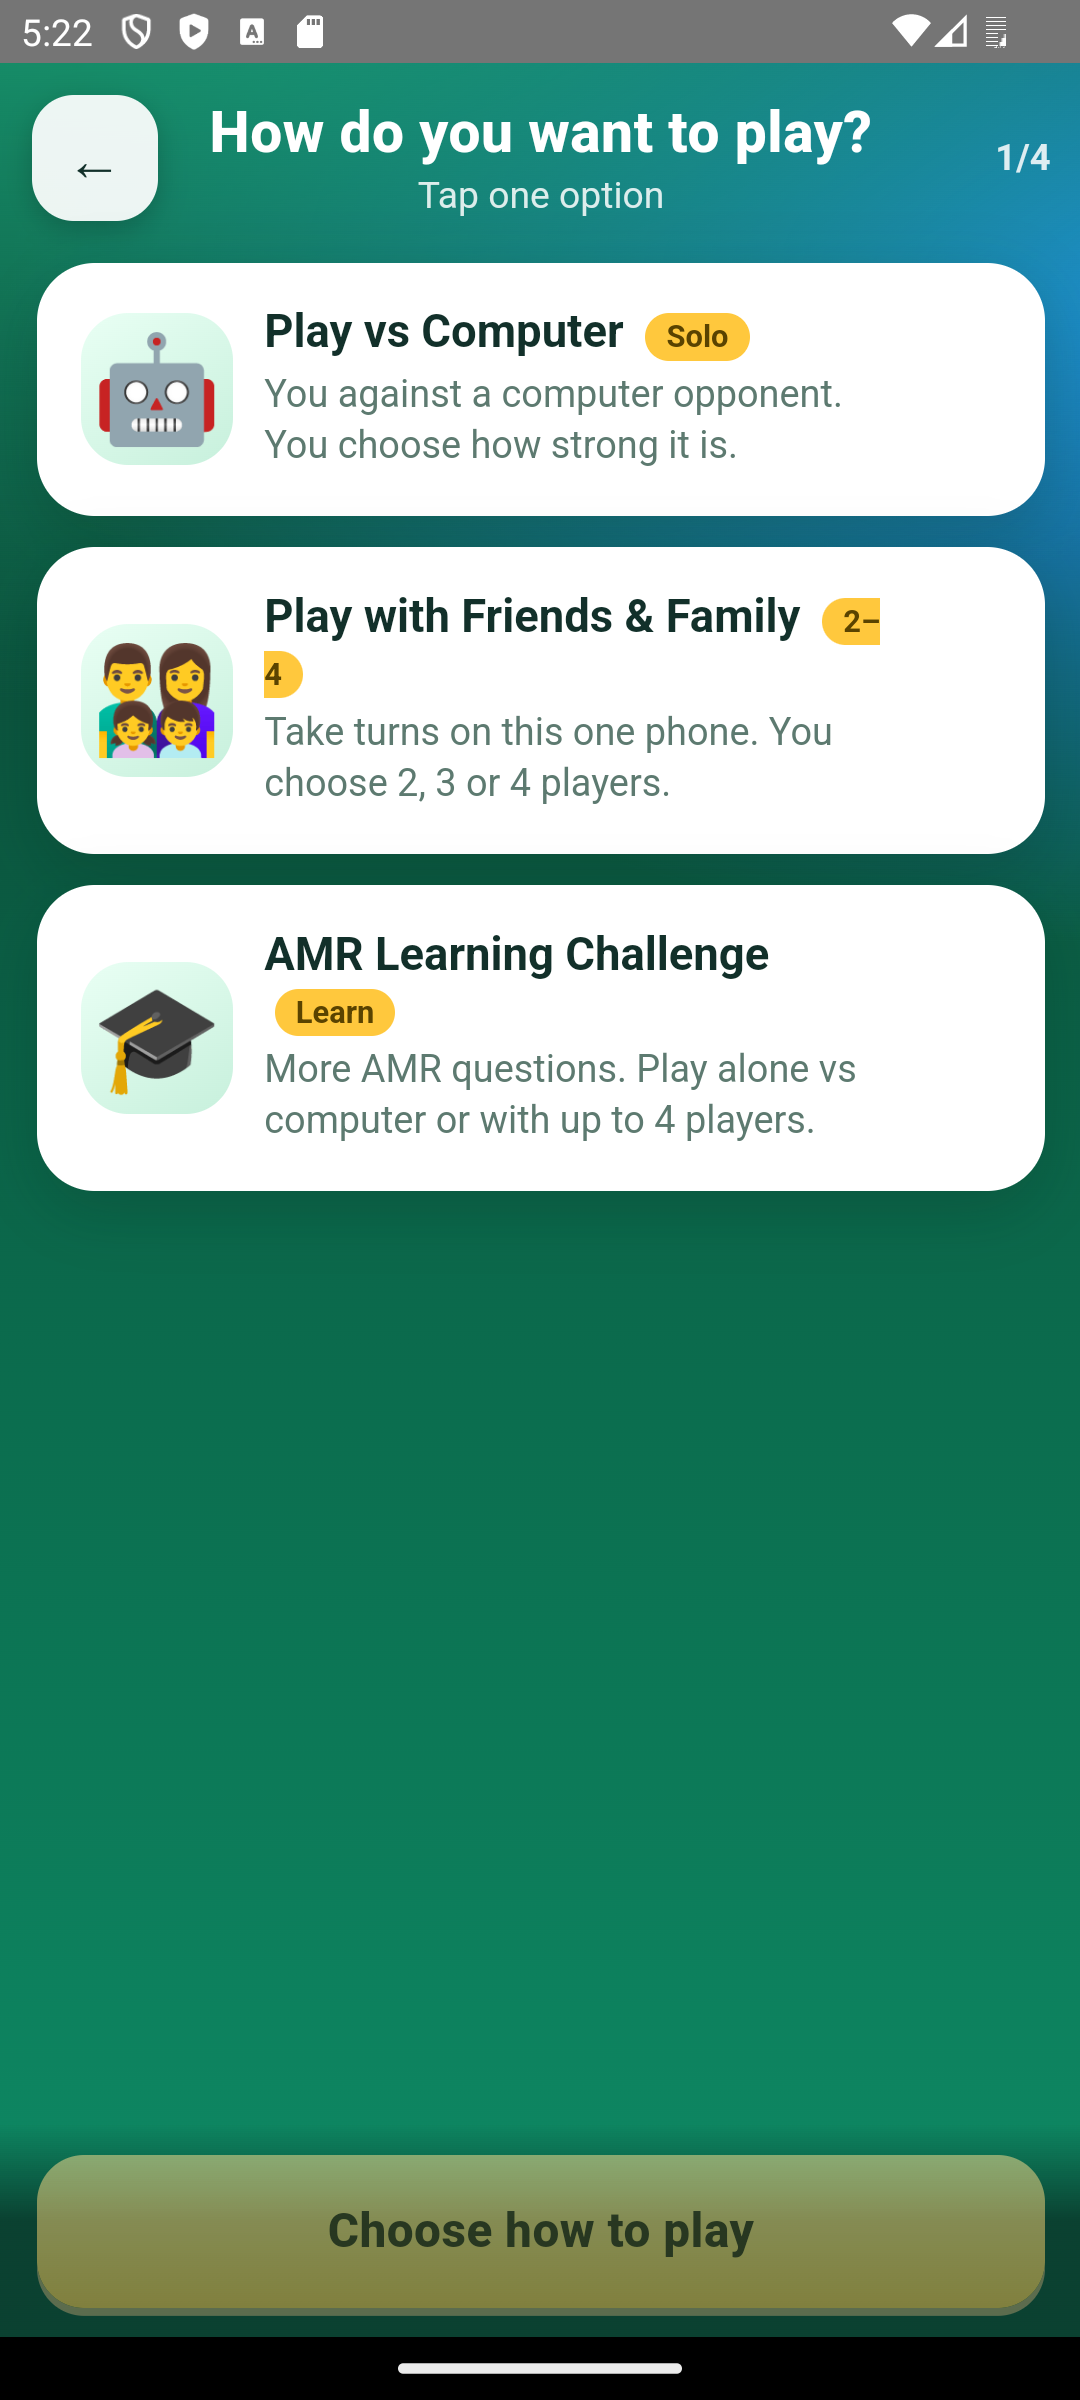 5:22
←
How do you want to play?
1/4
Tap one option
Play vs Computer Solo
You against a computer opponent.
You choose how strong it is.
Play with Friends & Family 2–
4
Take turns on this one phone. You
choose 2, 3 or 4 players.
AMR Learning Challenge
Learn
More AMR questions. Play alone vs
computer or with up to 4 players.
Choose how to play